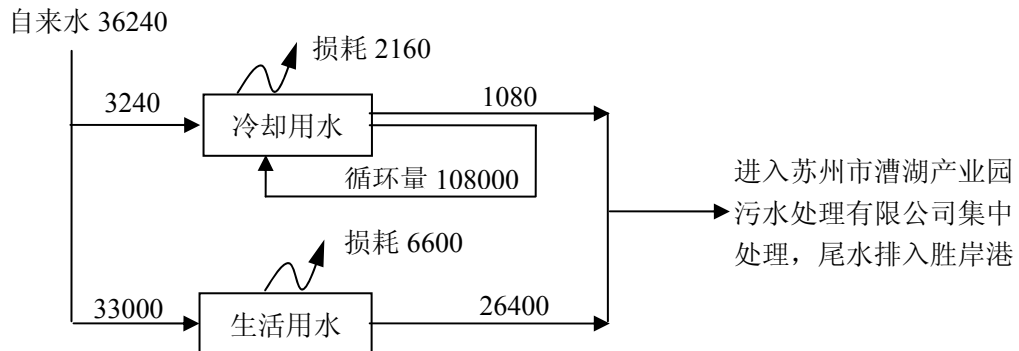 自来水 36240
损耗 2160
3240
冷却用水
1080
循环量 108000
进入苏州市漕湖产业园
污水处理有限公司集中
处理，尾水排入胜岸港
损耗 6600
33000
生活用水
26400